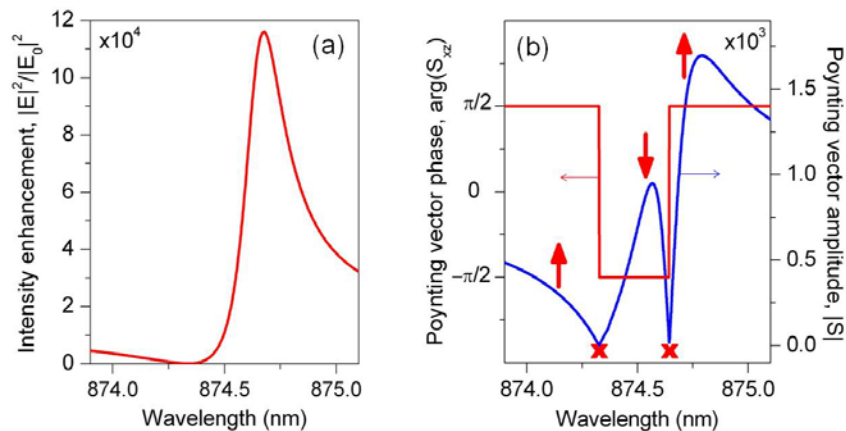 x10⁴
(a)
12
10
8
6
4
2
0
Intensity enhancement, |E|²/|E₀|²
874.0
874.5
875.0
Wavelength (nm)
(b)
x10³
Poynting vector phase, arg(Sₓz)
π/2
0
−π/2
1.5
1.0
0.5
0.0
Poynting vector amplitude, |S|
874.0
874.5
875.0
Wavelength (nm)